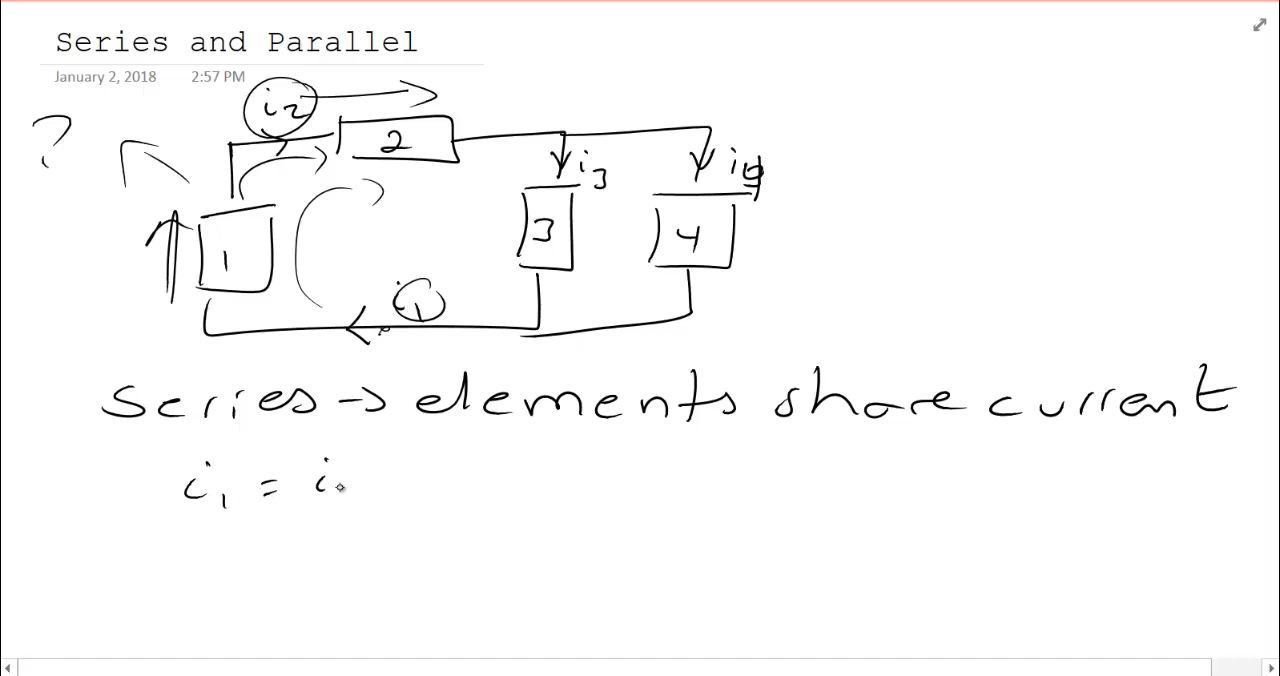 Series and Parallel
January 2, 2018 2:57 PM
?
i2
2
i3
i4
1
3
4
i1
series → elements share current
i1 = i